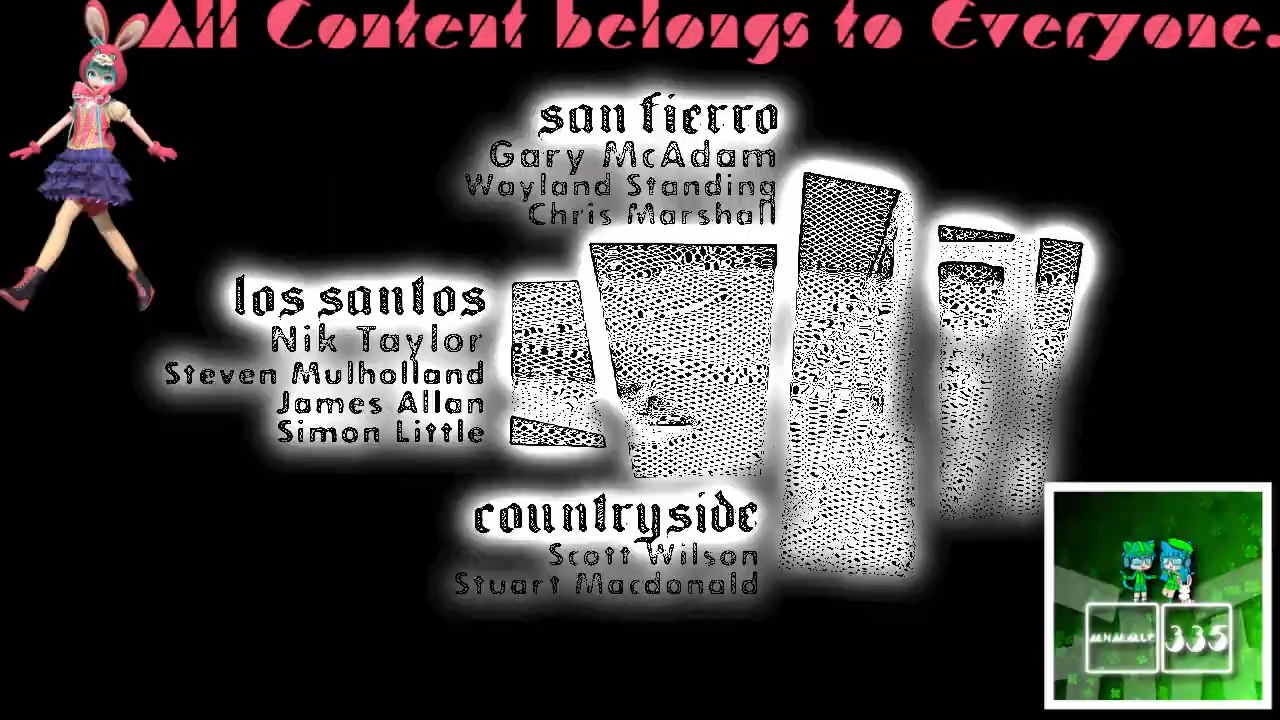 All Content belongs to Everyone.
san fierro
Gary McAdam
Wayland Standing
Chris Marshall
los santos
Nik Taylor
Steven Mulholland
James Allan
Simon Little
countryside
Scott Wilson
Stuart Macdonald
335